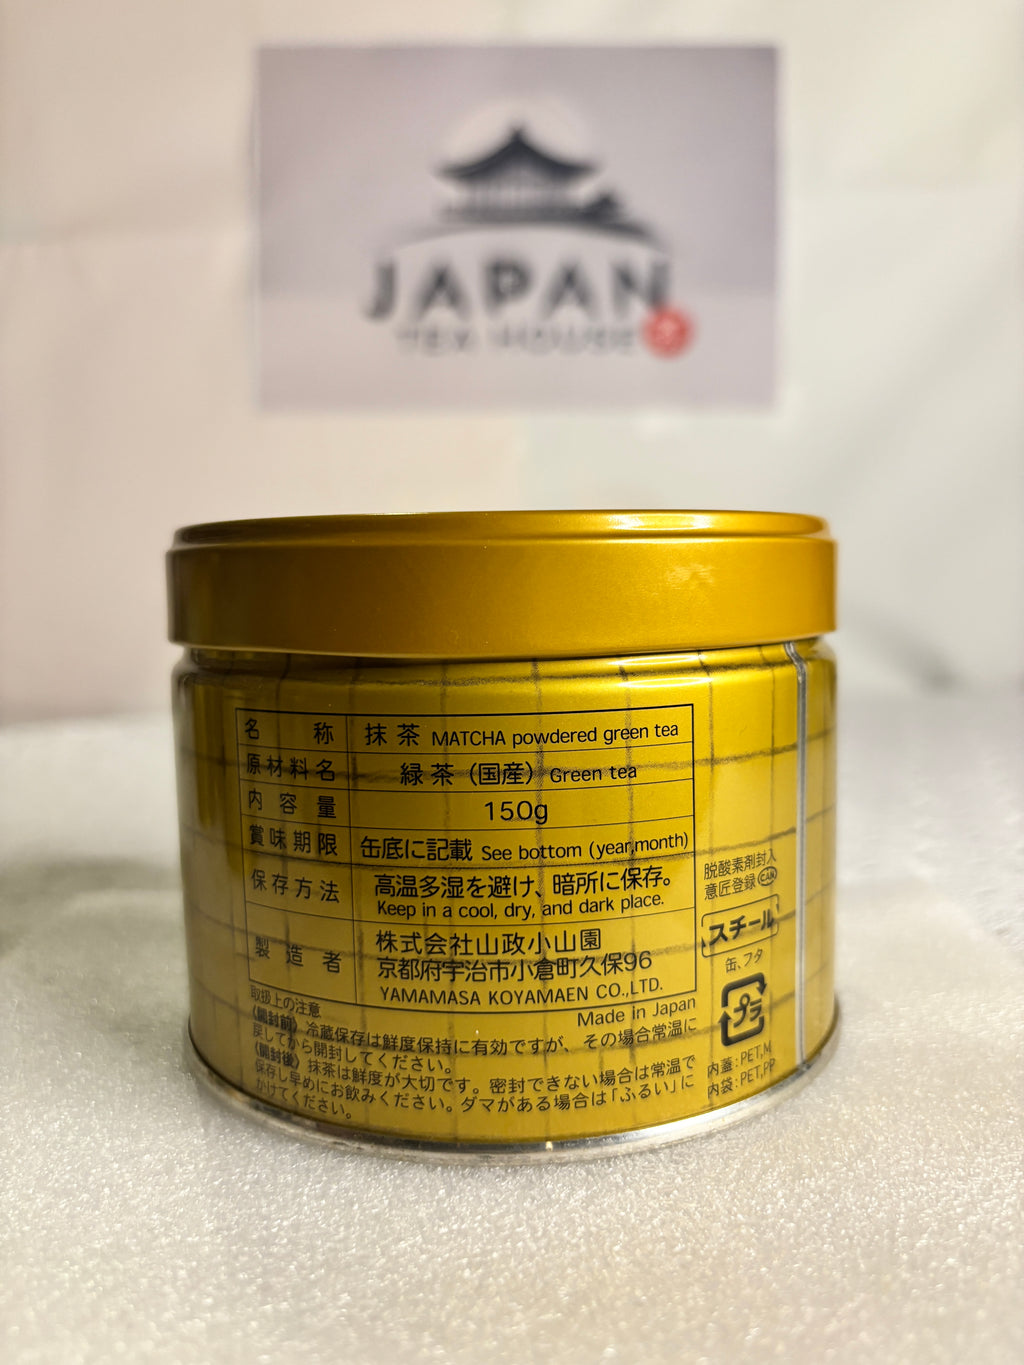 JAPAN
TEA HOUSE
名称 抹茶 MATCHA powdered green tea
原材料名 緑茶（国産）Green tea
内容量 150g
賞味期限 缶底に記載 See bottom (year,month)
保存方法 高温多湿を避け、暗所に保存。
Keep in a cool, dry, and dark place.
製造者 株式会社山政小山園
京都府宇治市小倉町久保96
YAMAMASA KOYAMAEN CO.,LTD.
Made in Japan
取扱上の注意
〈開封前〉冷蔵保存は鮮度保持に有効ですが、その場合常温に
戻してから開封してください。
〈開封後〉抹茶は鮮度が大切です。密封できない場合は常温で
保存し早めにお飲みください。ダマがある場合は「ふるい」に
かけてください。
脱酸素剤封入
意匠登録 CAN
スチール
缶、フタ
プラ
内蓋：PET,M
内袋：PET,PP